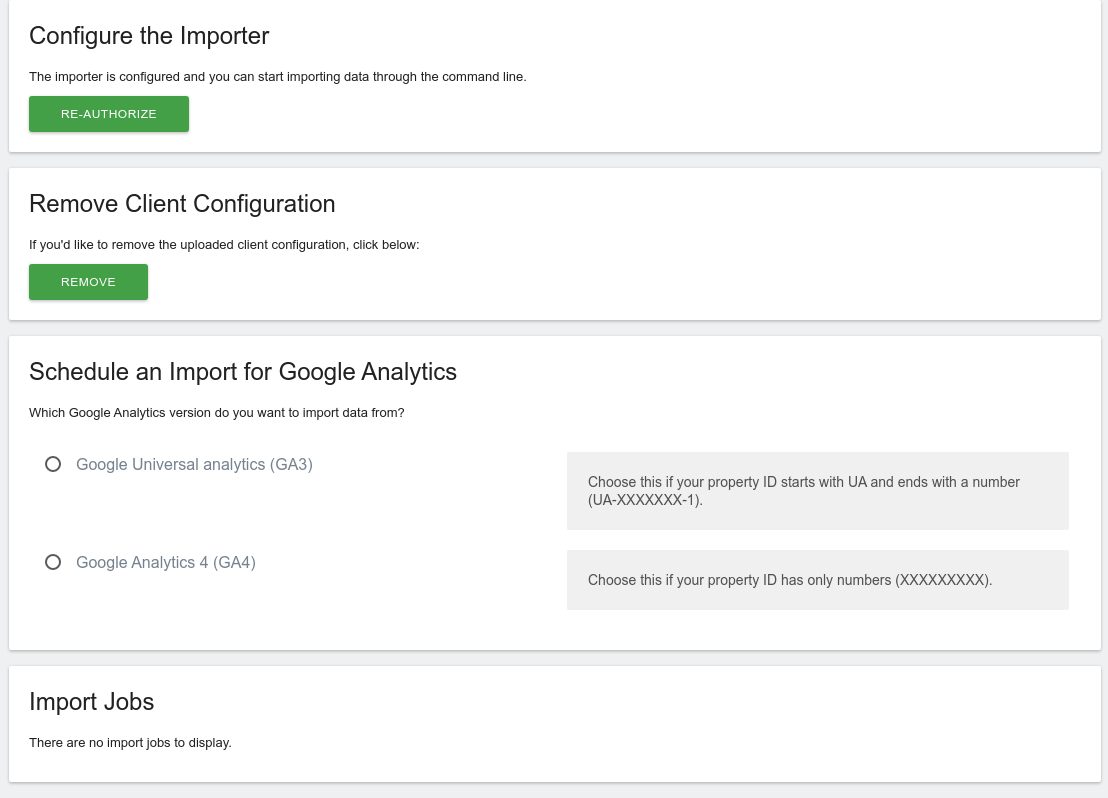 Configure the Importer
The importer is configured and you can start importing data through the command line.
RE-AUTHORIZE
Remove Client Configuration
If you'd like to remove the uploaded client configuration, click below:
REMOVE
Schedule an Import for Google Analytics
Which Google Analytics version do you want to import data from?
Google Universal analytics (GA3)
Choose this if your property ID starts with UA and ends with a number
(UA-XXXXXXX-1).
Google Analytics 4 (GA4)
Choose this if your property ID has only numbers (XXXXXXXXX).
Import Jobs
There are no import jobs to display.